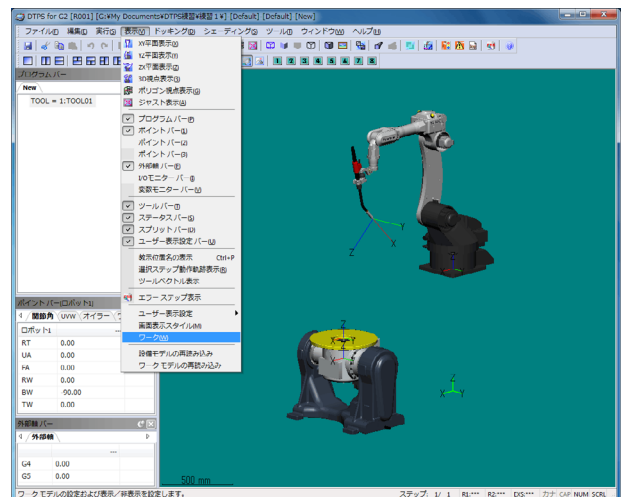 DTPS for G2 [R001] [G:¥My Documents¥DTPS練習¥練習１¥] [Default] [Default] [New]
ファイル(F) 編集(E) 実行(S) 表示(V) ドッキング(D) シェーディング(S) ツール(T) ウィンドウ(W) ヘルプ(H)
1 2 3 4 5 6 7 8
プログラム バー
New
TOOL = 1:TOOL01
XY平面表示(X)
YZ平面表示(Y)
ZX平面表示(Z)
3D視点表示(3)
ポリゴン視点表示(G)
ジャスト表示(A)
プログラム バー(P)
ポイント バー(1)
ポイント バー(2)
ポイント バー(3)
外部軸 バー(E)
I/Oモニター バー(I)
変数モニター バー(V)
ツール バー(T)
ステータス バー(S)
スプリット バー(U)
ユーザー表示設定 バー(U)
教示位置名の表示 Ctrl+P
選択ステップ動作軌跡表示(R)
ツールベクトル表示
エラー ステップ表示
ユーザー表示設定
画面表示スタイル(M)
ワーク(W)
設備モデルの再読み込み
ワーク モデルの再読み込み
ポイント バー(ロボット1)
関節角 UVW オイラー
ロボット1 ---
RT 0.00
UA 0.00
FA 0.00
RW 0.00
BW -90.00
TW 0.00
外部軸 バー
外部軸
---
G4 0.00
G5 0.00
Z
Y
X
Z
Z
X
Y
Z
X
Z
X
Y
500 mm
ワーク モデルの設定および表示／非表示を設定します。
ステップ: 1/ 1 R1:*** R2:*** EXS:*** カナ CAP NUM SCRL